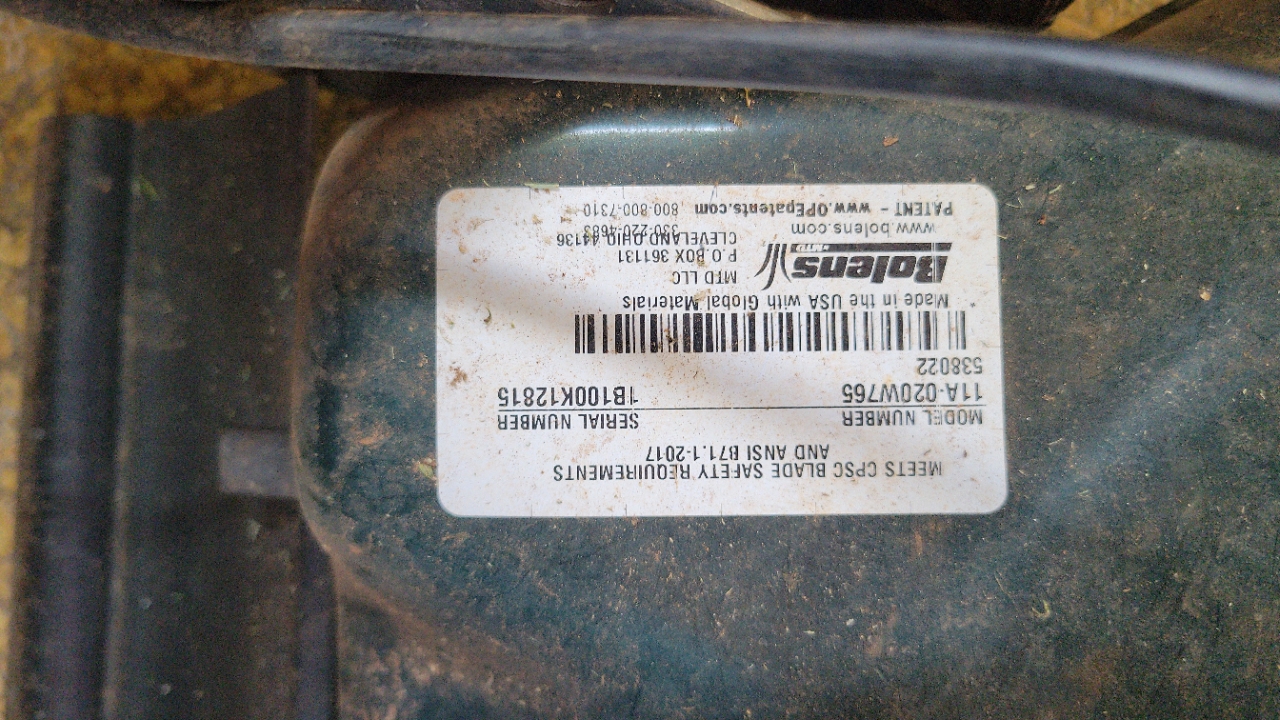 PATENT - www.OPEpatents.com 800-800-7310
www.bolens.com 330-220-4683
CLEVELAND,OHIO 44136
P.O.BOX 361131
Bolens
BY MTD
MTD LLC
Made in the USA with Global Materials
538022
11A-020W765 1B100K12815
MODEL NUMBER SERIAL NUMBER
AND ANSI B71.1-2017
MEETS CPSC BLADE SAFETY REQUIREMENTS